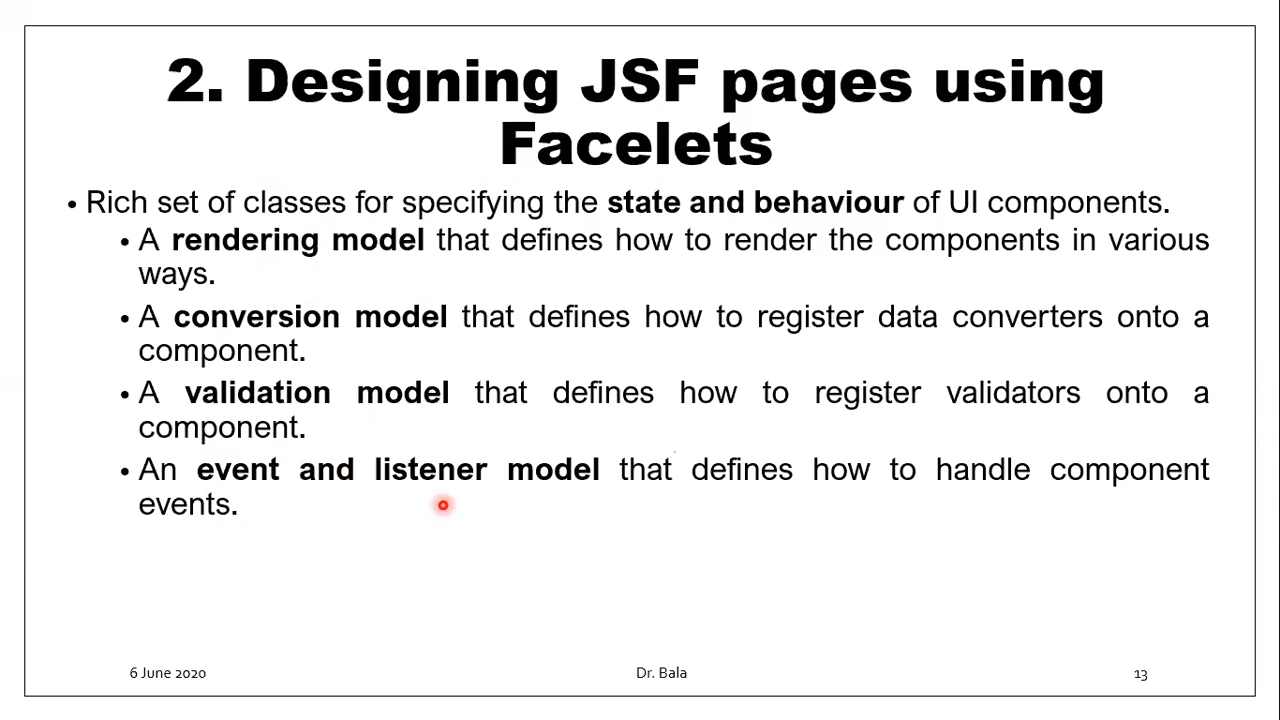 2. Designing JSF pages using
Facelets
• Rich set of classes for specifying the state and behaviour of UI components.
• A rendering model that defines how to render the components in various
ways.
• A conversion model that defines how to register data converters onto a
component.
• A validation model that defines how to register validators onto a
component.
• An event and listener model that defines how to handle component
events.
6 June 2020 Dr. Bala 13